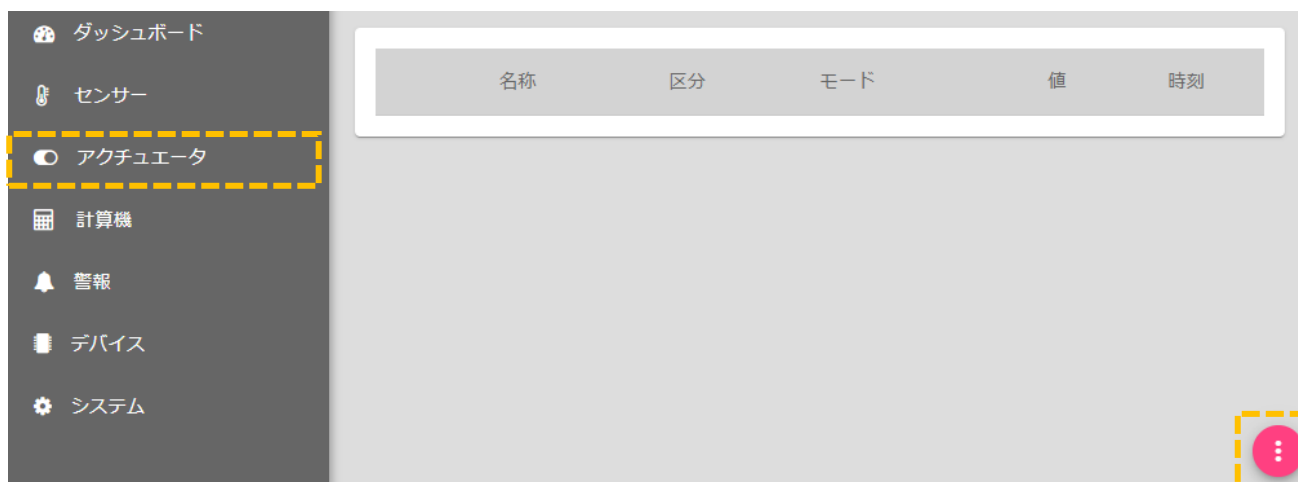 ダッシュボード
センサー
アクチュエータ
計算機
警報
デバイス
システム
名称 区分 モード 値 時刻